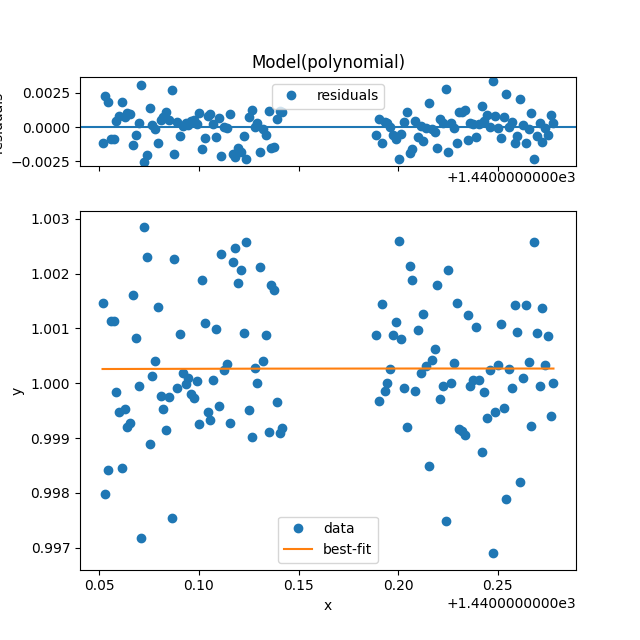 Model(polynomial)
residuals
0.0025
0.0000
−0.0025
residuals
+1.4400000000e3
1.003
1.002
1.001
1.000
0.999
0.998
0.997
y
data
best-fit
0.05 0.10 0.15 0.20 0.25
x
+1.4400000000e3